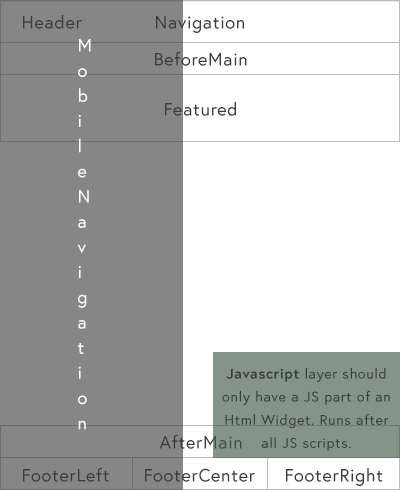 Header Navigation
BeforeMain
Featured
MobileNavigation
Javascript layer should
only have a JS part of an
Html Widget. Runs after
all JS scripts.
AfterMain
FooterLeft FooterCenter FooterRight